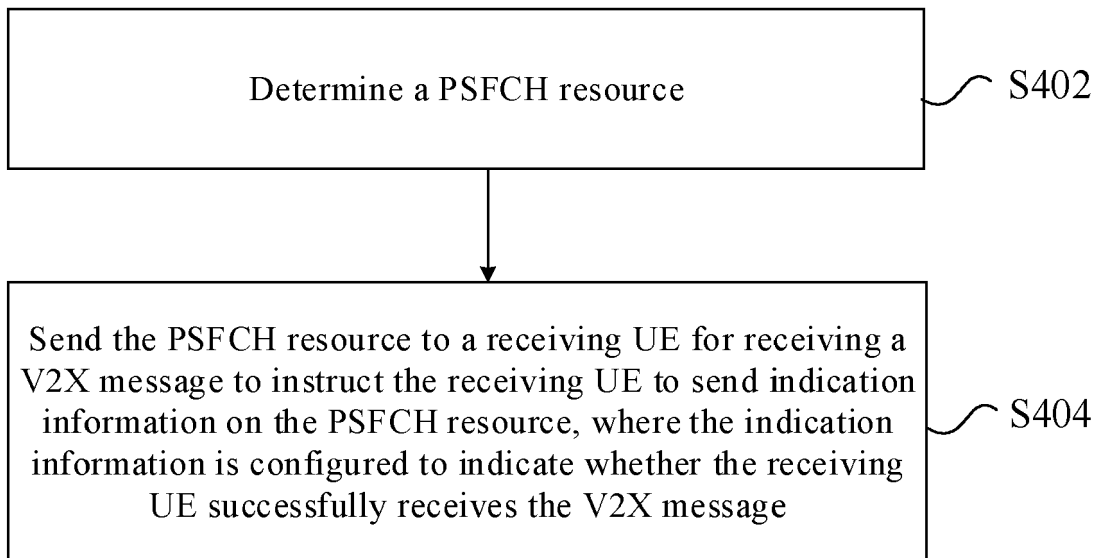 Determine a PSFCH resource
S402
Send the PSFCH resource to a receiving UE for receiving a
V2X message to instruct the receiving UE to send indication
information on the PSFCH resource, where the indication
information is configured to indicate whether the receiving
UE successfully receives the V2X message
S404